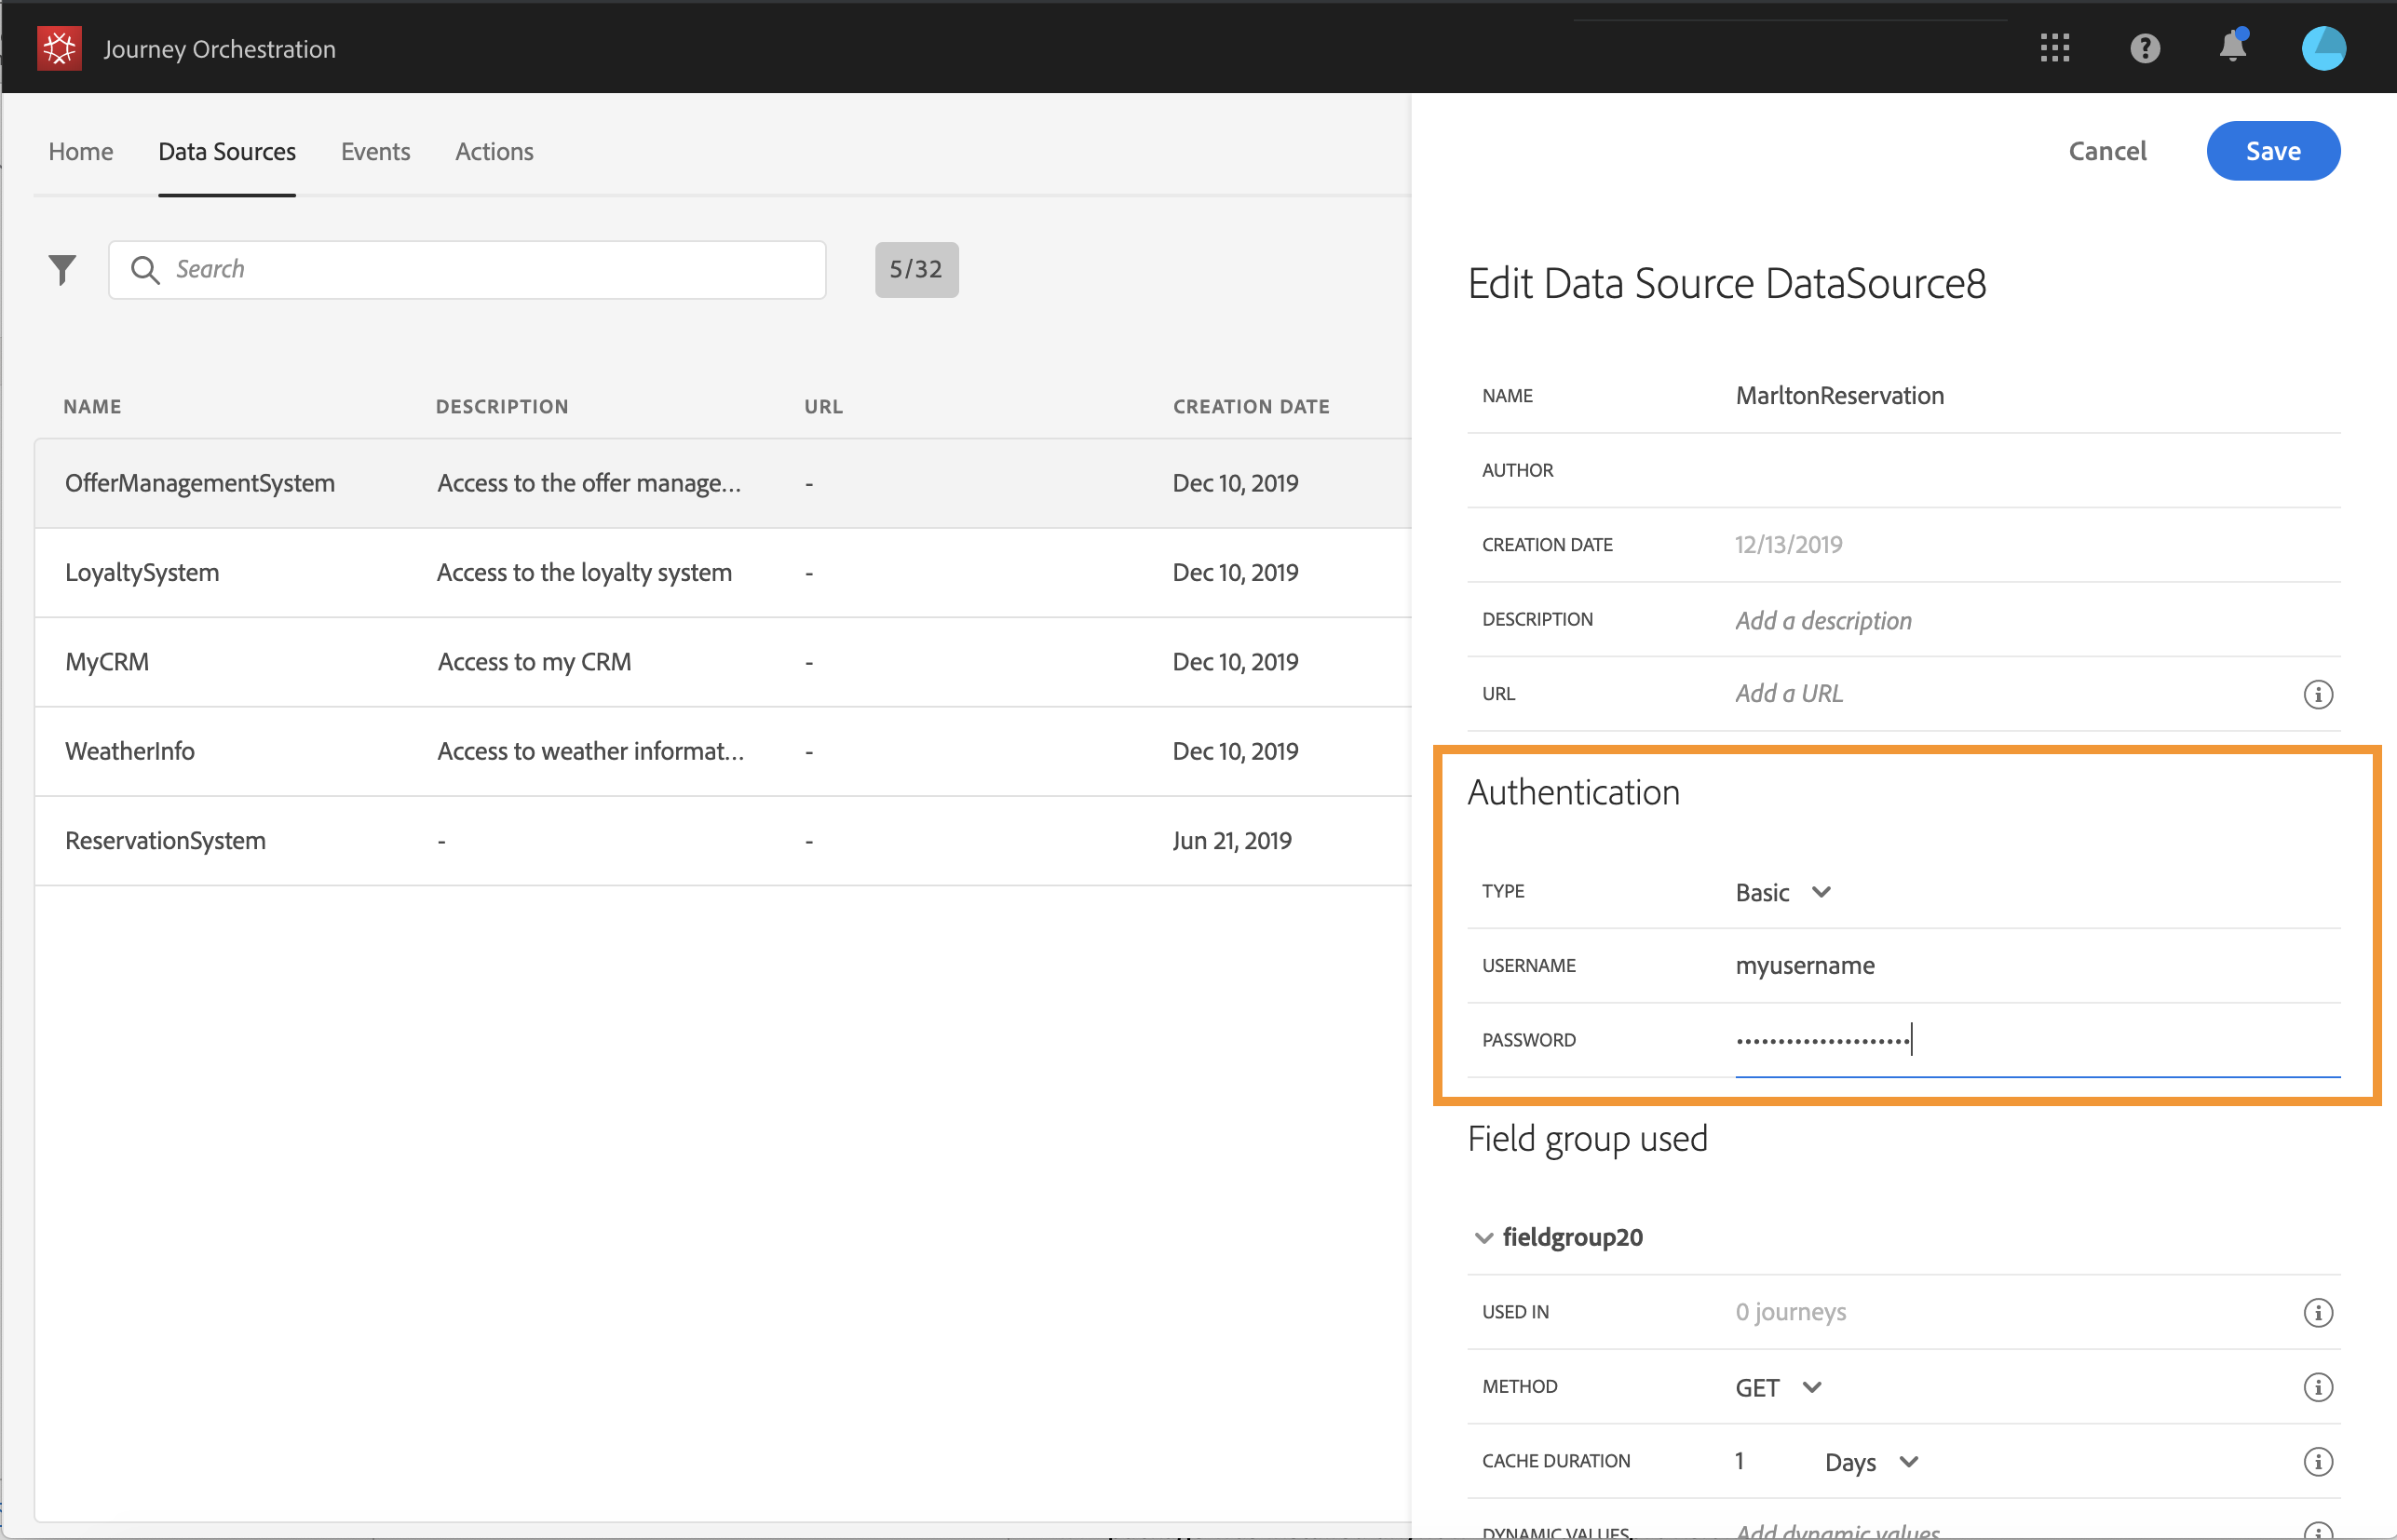 Journey Orchestration
Home Data Sources Events Actions
Search 5/32
NAME DESCRIPTION URL CREATION DATE
OfferManagementSystem Access to the offer manage... - Dec 10, 2019
LoyaltySystem Access to the loyalty system - Dec 10, 2019
MyCRM Access to my CRM - Dec 10, 2019
WeatherInfo Access to weather informat... - Dec 10, 2019
ReservationSystem - - Jun 21, 2019
Cancel Save
Edit Data Source DataSource8
NAME MarltonReservation
AUTHOR
CREATION DATE 12/13/2019
DESCRIPTION Add a description
URL Add a URL
Authentication
TYPE Basic
USERNAME myusername
PASSWORD •••••••••••••••••••••
Field group used
fieldgroup20
USED IN 0 journeys
METHOD GET
CACHE DURATION 1 Days
DYNAMIC VALUES Add dynamic values